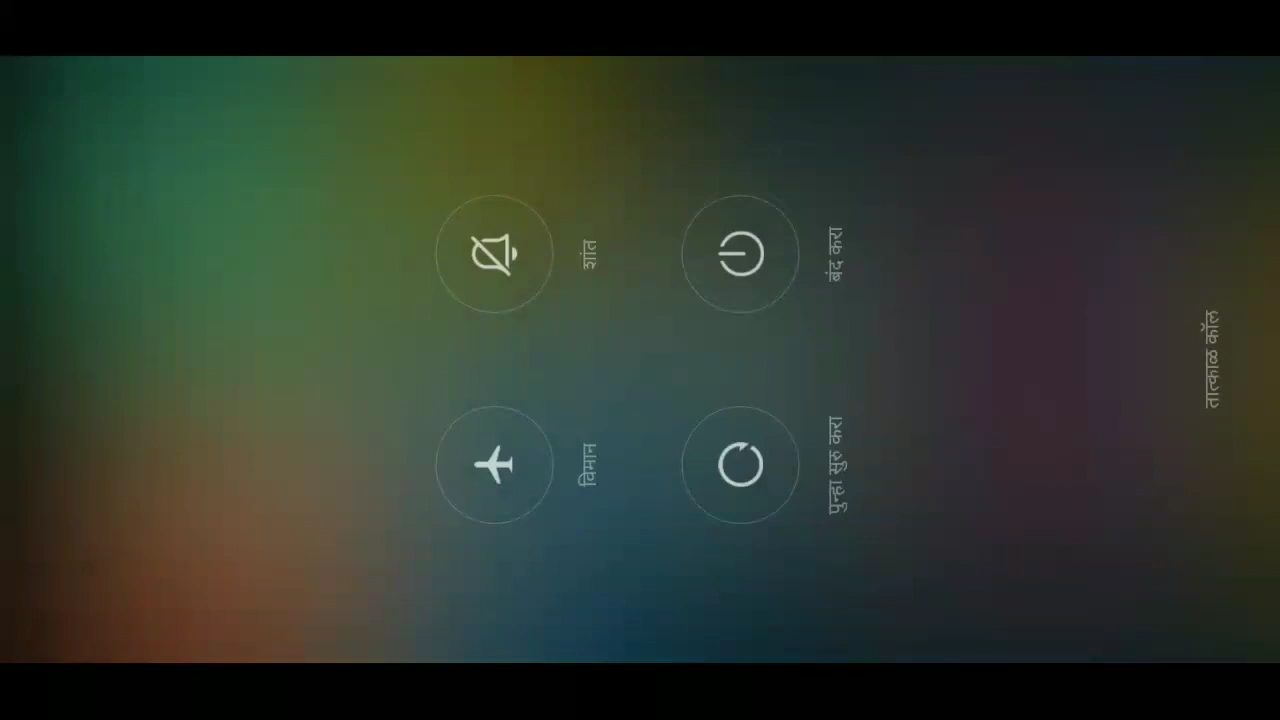 विमान
शांत
पुन्हा सुरु करा
बंद करा
तात्काळ कॉल